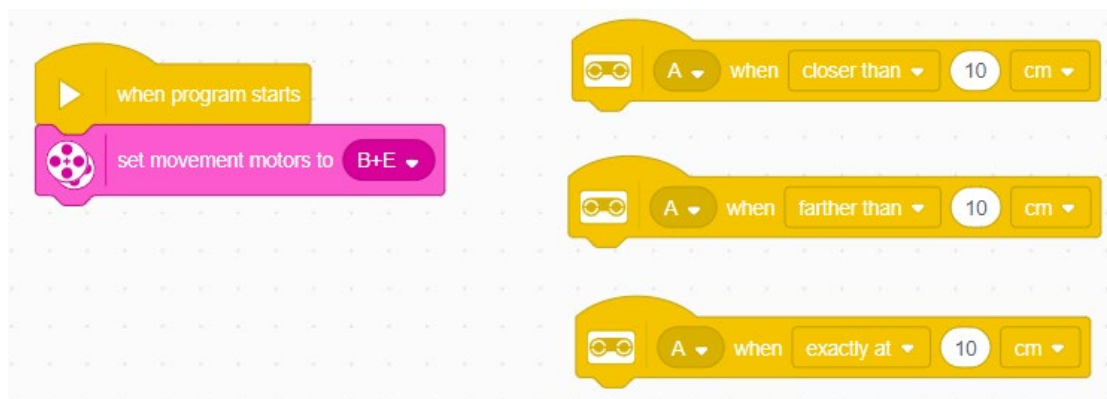 when program starts
set movement motors to B+E
A when closer than 10 cm
A when farther than 10 cm
A when exactly at 10 cm